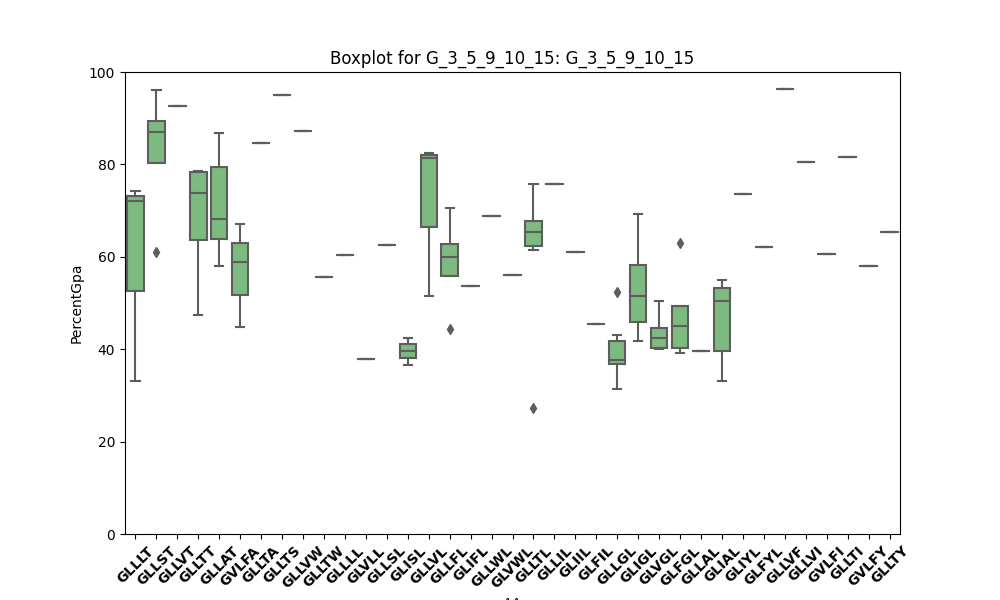 Boxplot for G_3_5_9_10_15: G_3_5_9_10_15
PercentGpa
100
80
60
40
20
0
GLLLT
GLLST
GLLVT
GLLTT
GLLAT
GVLFA
GLLTA
GLLTS
GLLVW
GLLTW
GLLLL
GLVLL
GLLSL
GLISL
GLLVL
GLLFL
GLIFL
GLLWL
GLVWL
GLLTL
GLLIL
GLIIL
GLFIL
GLLGL
GLIGL
GLVGL
GLFGL
GLLAL
GLIAL
GLIYL
GLFYL
GLLVF
GLLVI
GVLFI
GLLTI
GVLFY
GLLTY